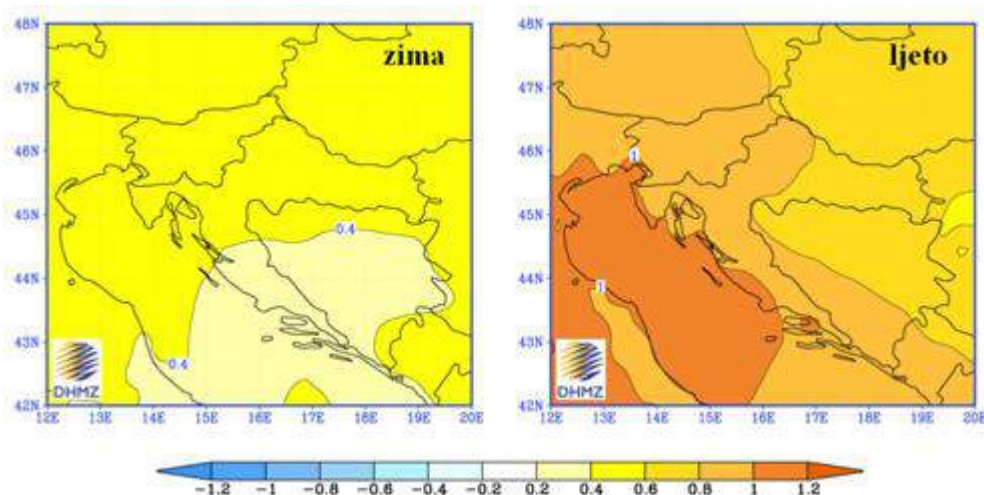 48N
zima
47N
46N
45N
0.4
44N
43N
0.4
DHMZ
42N
12E 13E 14E 15E 16E 17E 18E 19E 20E
48N
ljeto
47N
46N
1
45N
44N
1
43N
DHMZ
42N
12E 13E 14E 15E 16E 17E 18E 19E 20E
-1.2 -1 -0.8 -0.6 -0.4 -0.2 0.2 0.4 0.6 0.8 1 1.2